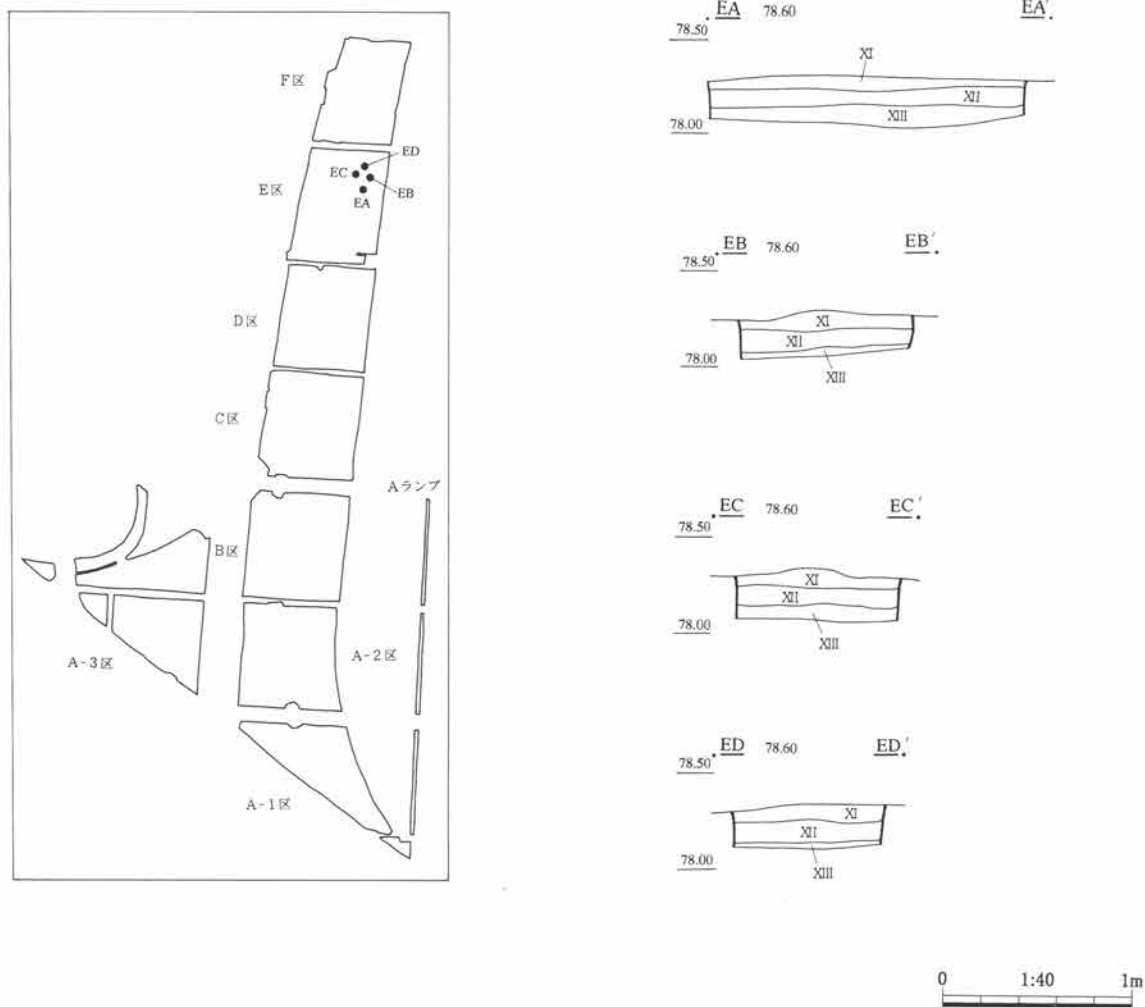 F区
ED
EC
E区
EB
EA
D区
C区
Aランプ
B区
A-3区
A-2区
A-1区
EA 78.60 EA′
78.50
XI
XII
XIII
78.00
EB 78.60 EB′
78.50
XI
XII
78.00
XIII
EC 78.60 EC′
78.50
XI
XII
78.00
XIII
ED 78.60 ED′
78.50
XI
XII
78.00
XIII
0 1:40 1m